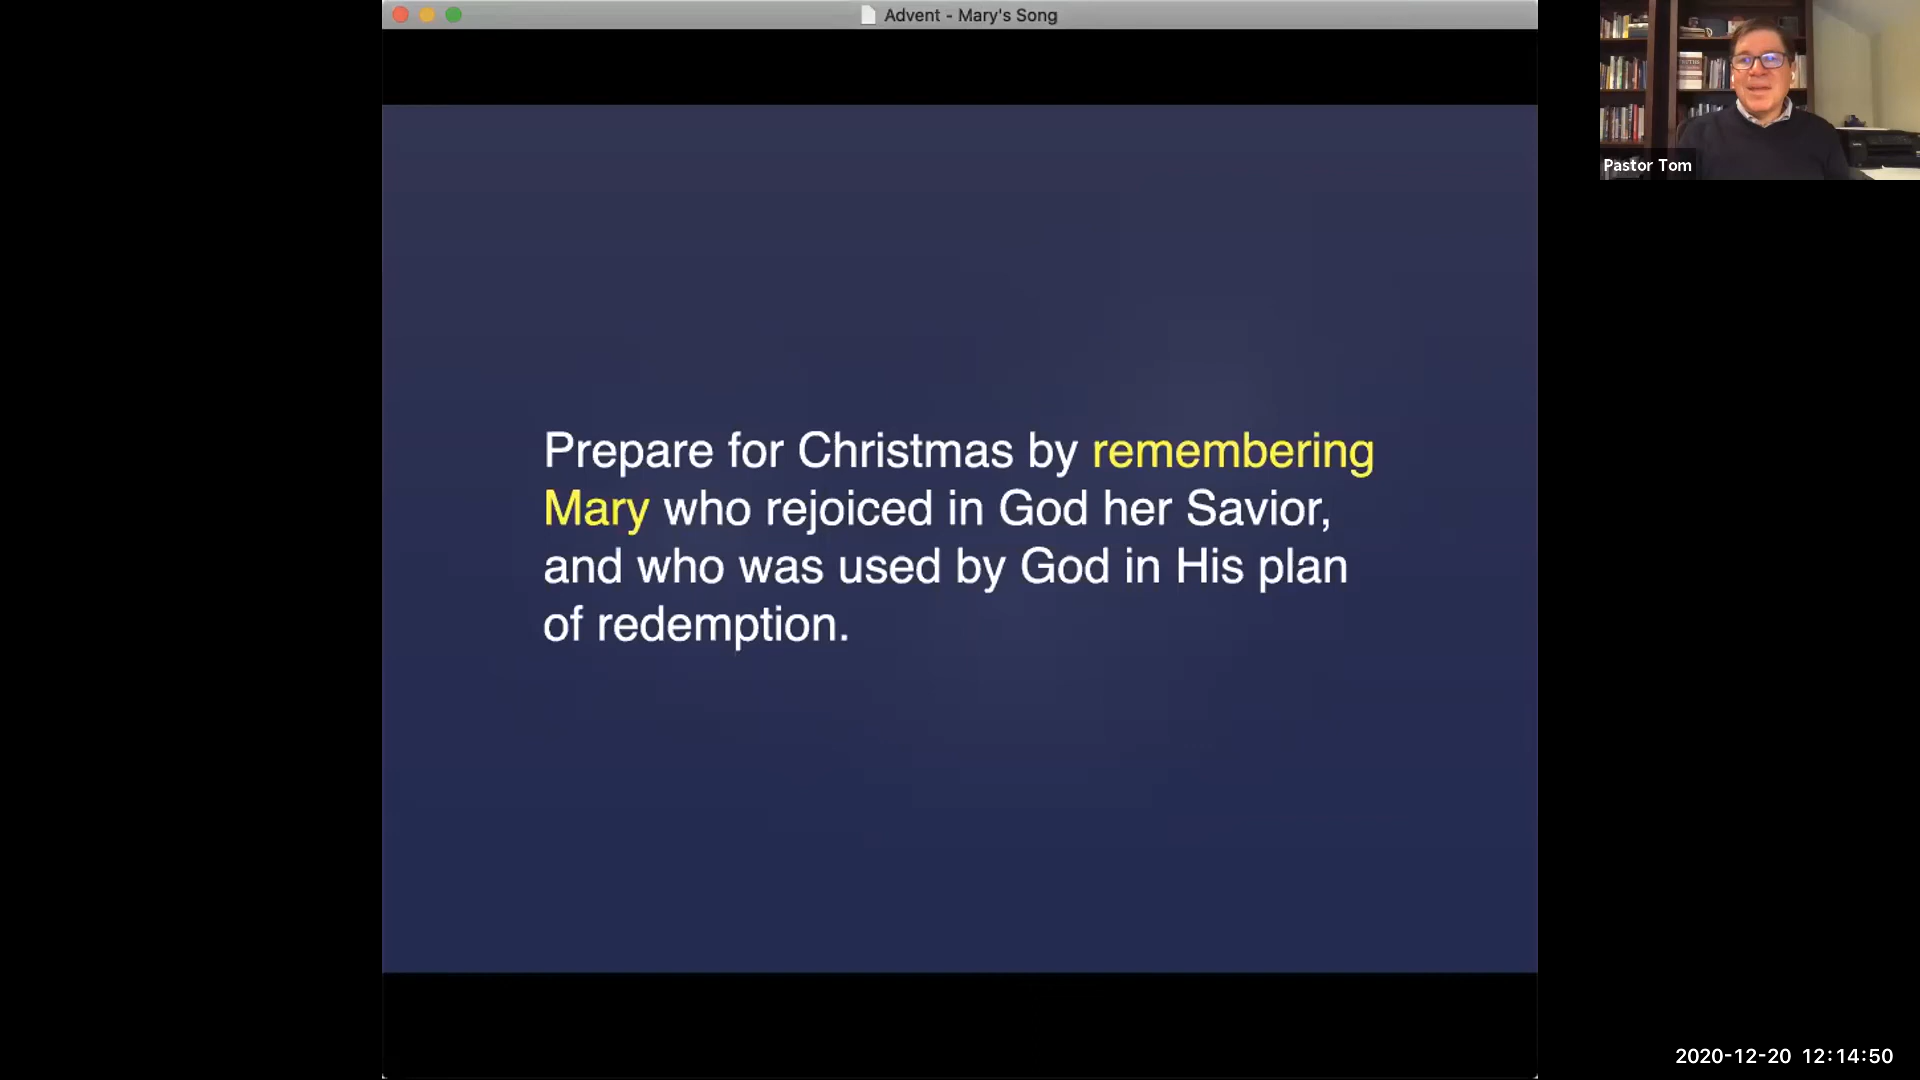 Advent - Mary's Song
Pastor Tom
Prepare for Christmas by remembering
Mary who rejoiced in God her Savior,
and who was used by God in His plan
of redemption.
2020-12-20 12:14:50